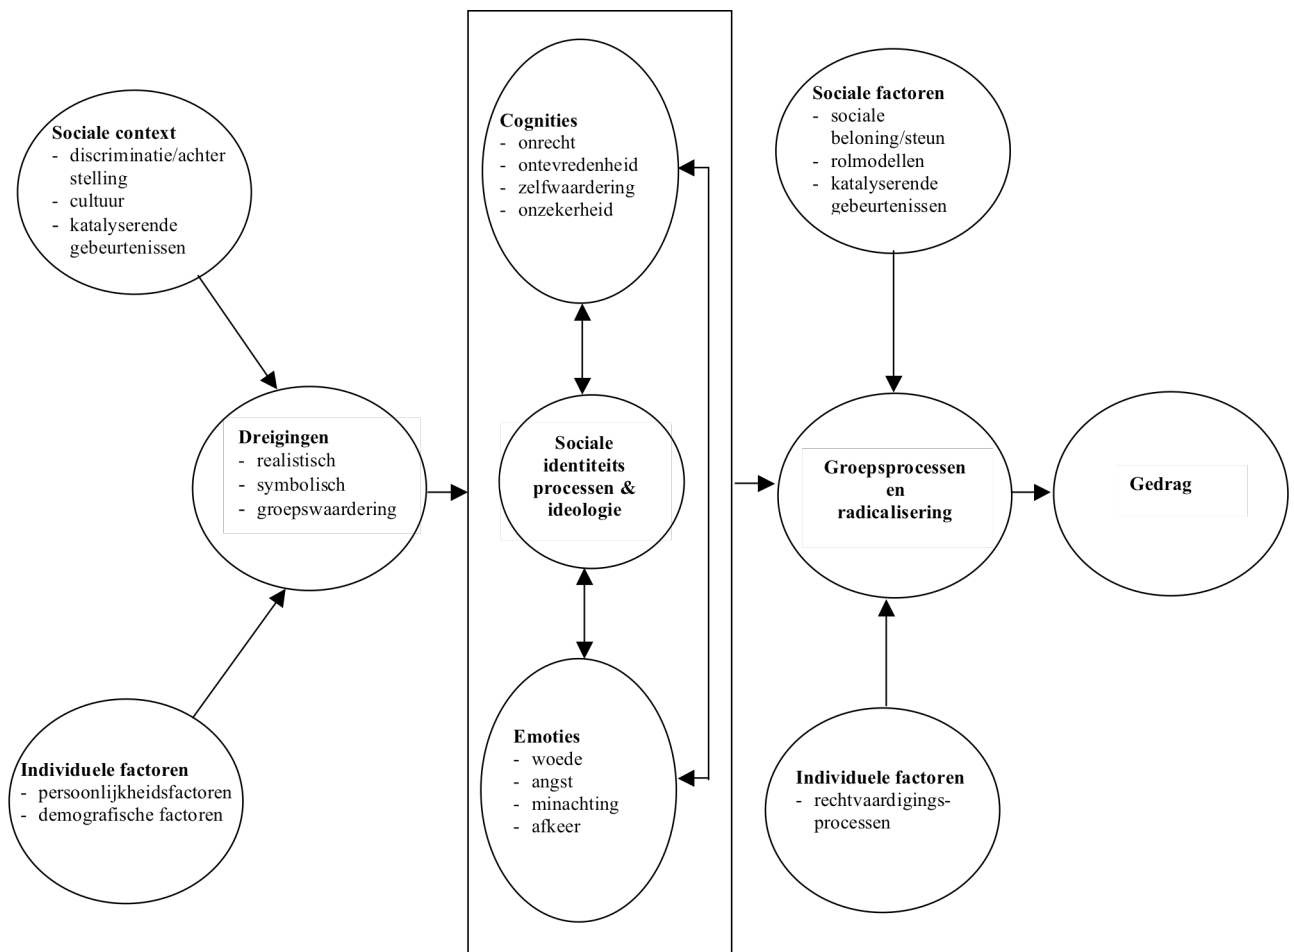 Sociale context
- discriminatie/achter
stelling
- cultuur
- katalyserende
gebeurtenissen
Individuele factoren
- persoonlijkheidsfactoren
- demografische factoren
Dreigingen
- realistisch
- symbolisch
- groepswaardering
Cognities
- onrecht
- ontevredenheid
- zelfwaardering
- onzekerheid
Sociale
identiteits
processen &
ideologie
Emoties
- woede
- angst
- minachting
- afkeer
Sociale factoren
- sociale
beloning/steun
- rolmodellen
- katalyserende
gebeurtenissen
Groepsprocessen
en
radicalisering
Individuele factoren
- rechtvaardigings-
processen
Gedrag